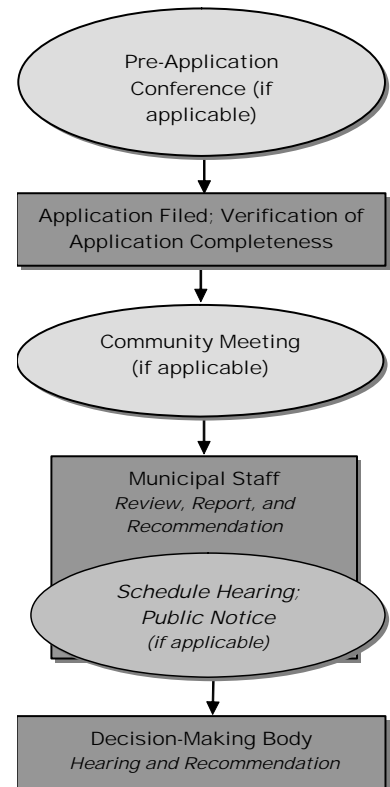 Pre-Application
Conference (if
applicable)
Application Filed; Verification of
Application Completeness
Community Meeting
(if applicable)
Municipal Staff
Review, Report, and
Recommendation
Schedule Hearing;
Public Notice
(if applicable)
Decision-Making Body
Hearing and Recommendation